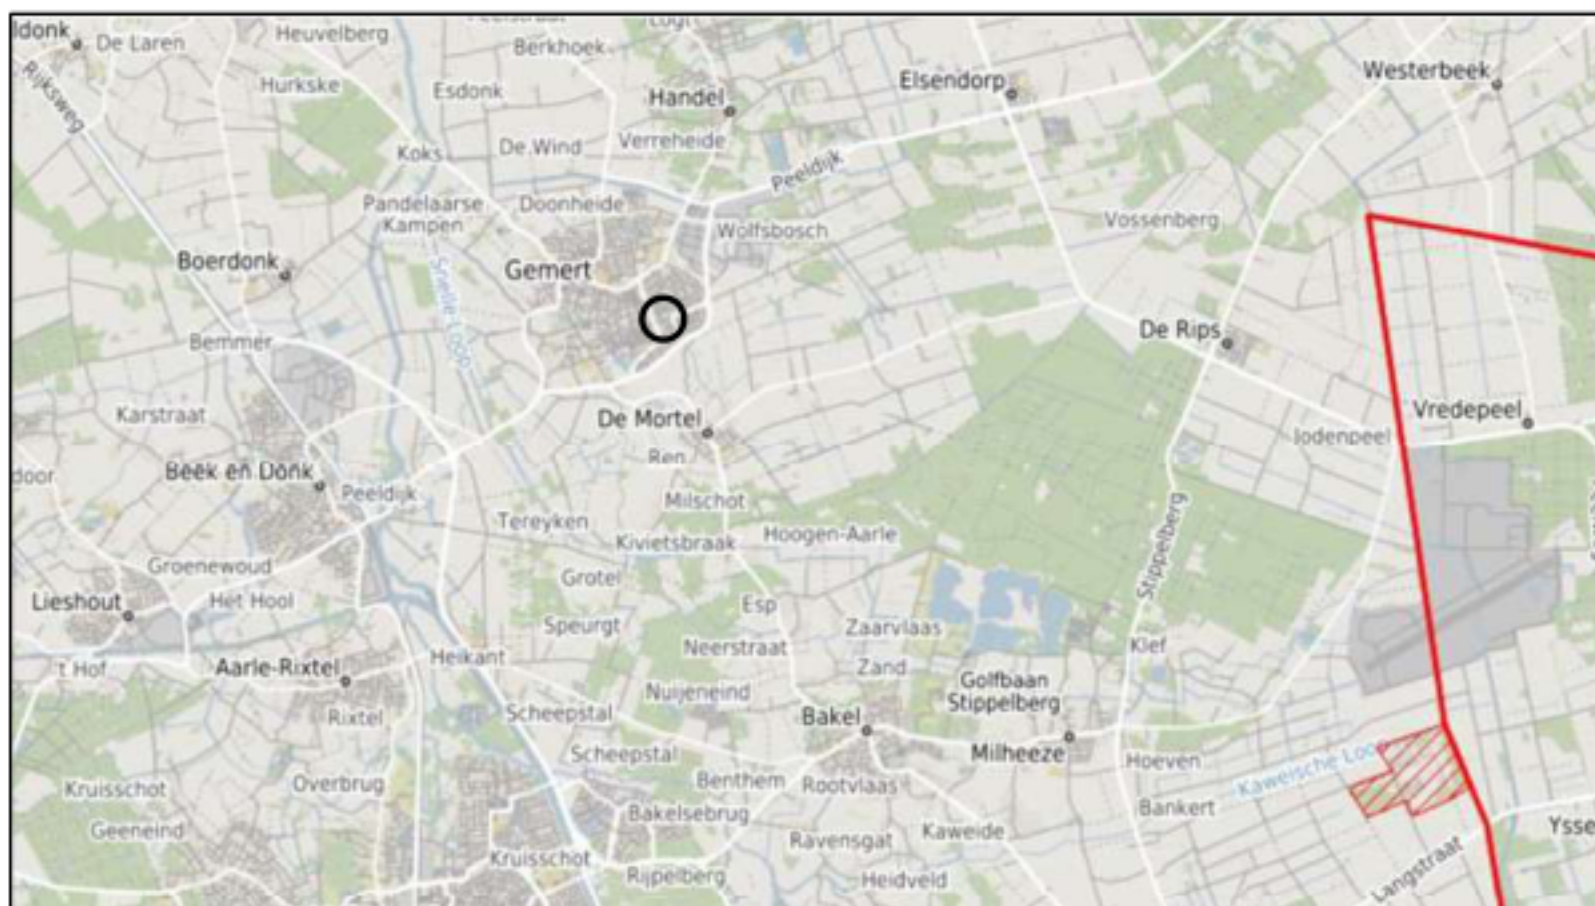 ldonk
De Laren
Heuvelberg
Berkhoek
Rijksweg
Hurkske
Esdonk
Handel
Elsendorp
Westerbeek
Koks
De Wind
Verreheide
Peeldijk
Pandelaarse
Kampen
Doonheide
Wolfsbosch
Vossenberg
Boerdonk
Snelle Loop
Gemert
Bemmer
De Rips
Karstraat
De Mortel
Vredepeel
Ren
Jodenpeel
door
Beek en Donk
Peeldijk
Milschot
Tereyken
Kivietsbraak
Hoogen-Aarle
Stippelberg
Groenewoud
Grotel
Lieshout
Het Hool
Esp
Speurgt
Zaarvlaas
't Hof
Aarle-Rixtel
Heikant
Neerstraat
Zand
Klef
Golfbaan
Stippelberg
Nuijeneind
Rixtel
Scheepstal
Bakel
Milheeze
Scheepstal
Hoeven
Kaweische Loo
Kruisschot
Overbrug
Benthem
Rootvlaas
Bankert
Geeneind
Bakelsebrug
Kaweide
Ysse
Ravensgat
Kruisschot
Rijpelberg
Heidveld
Langstraat